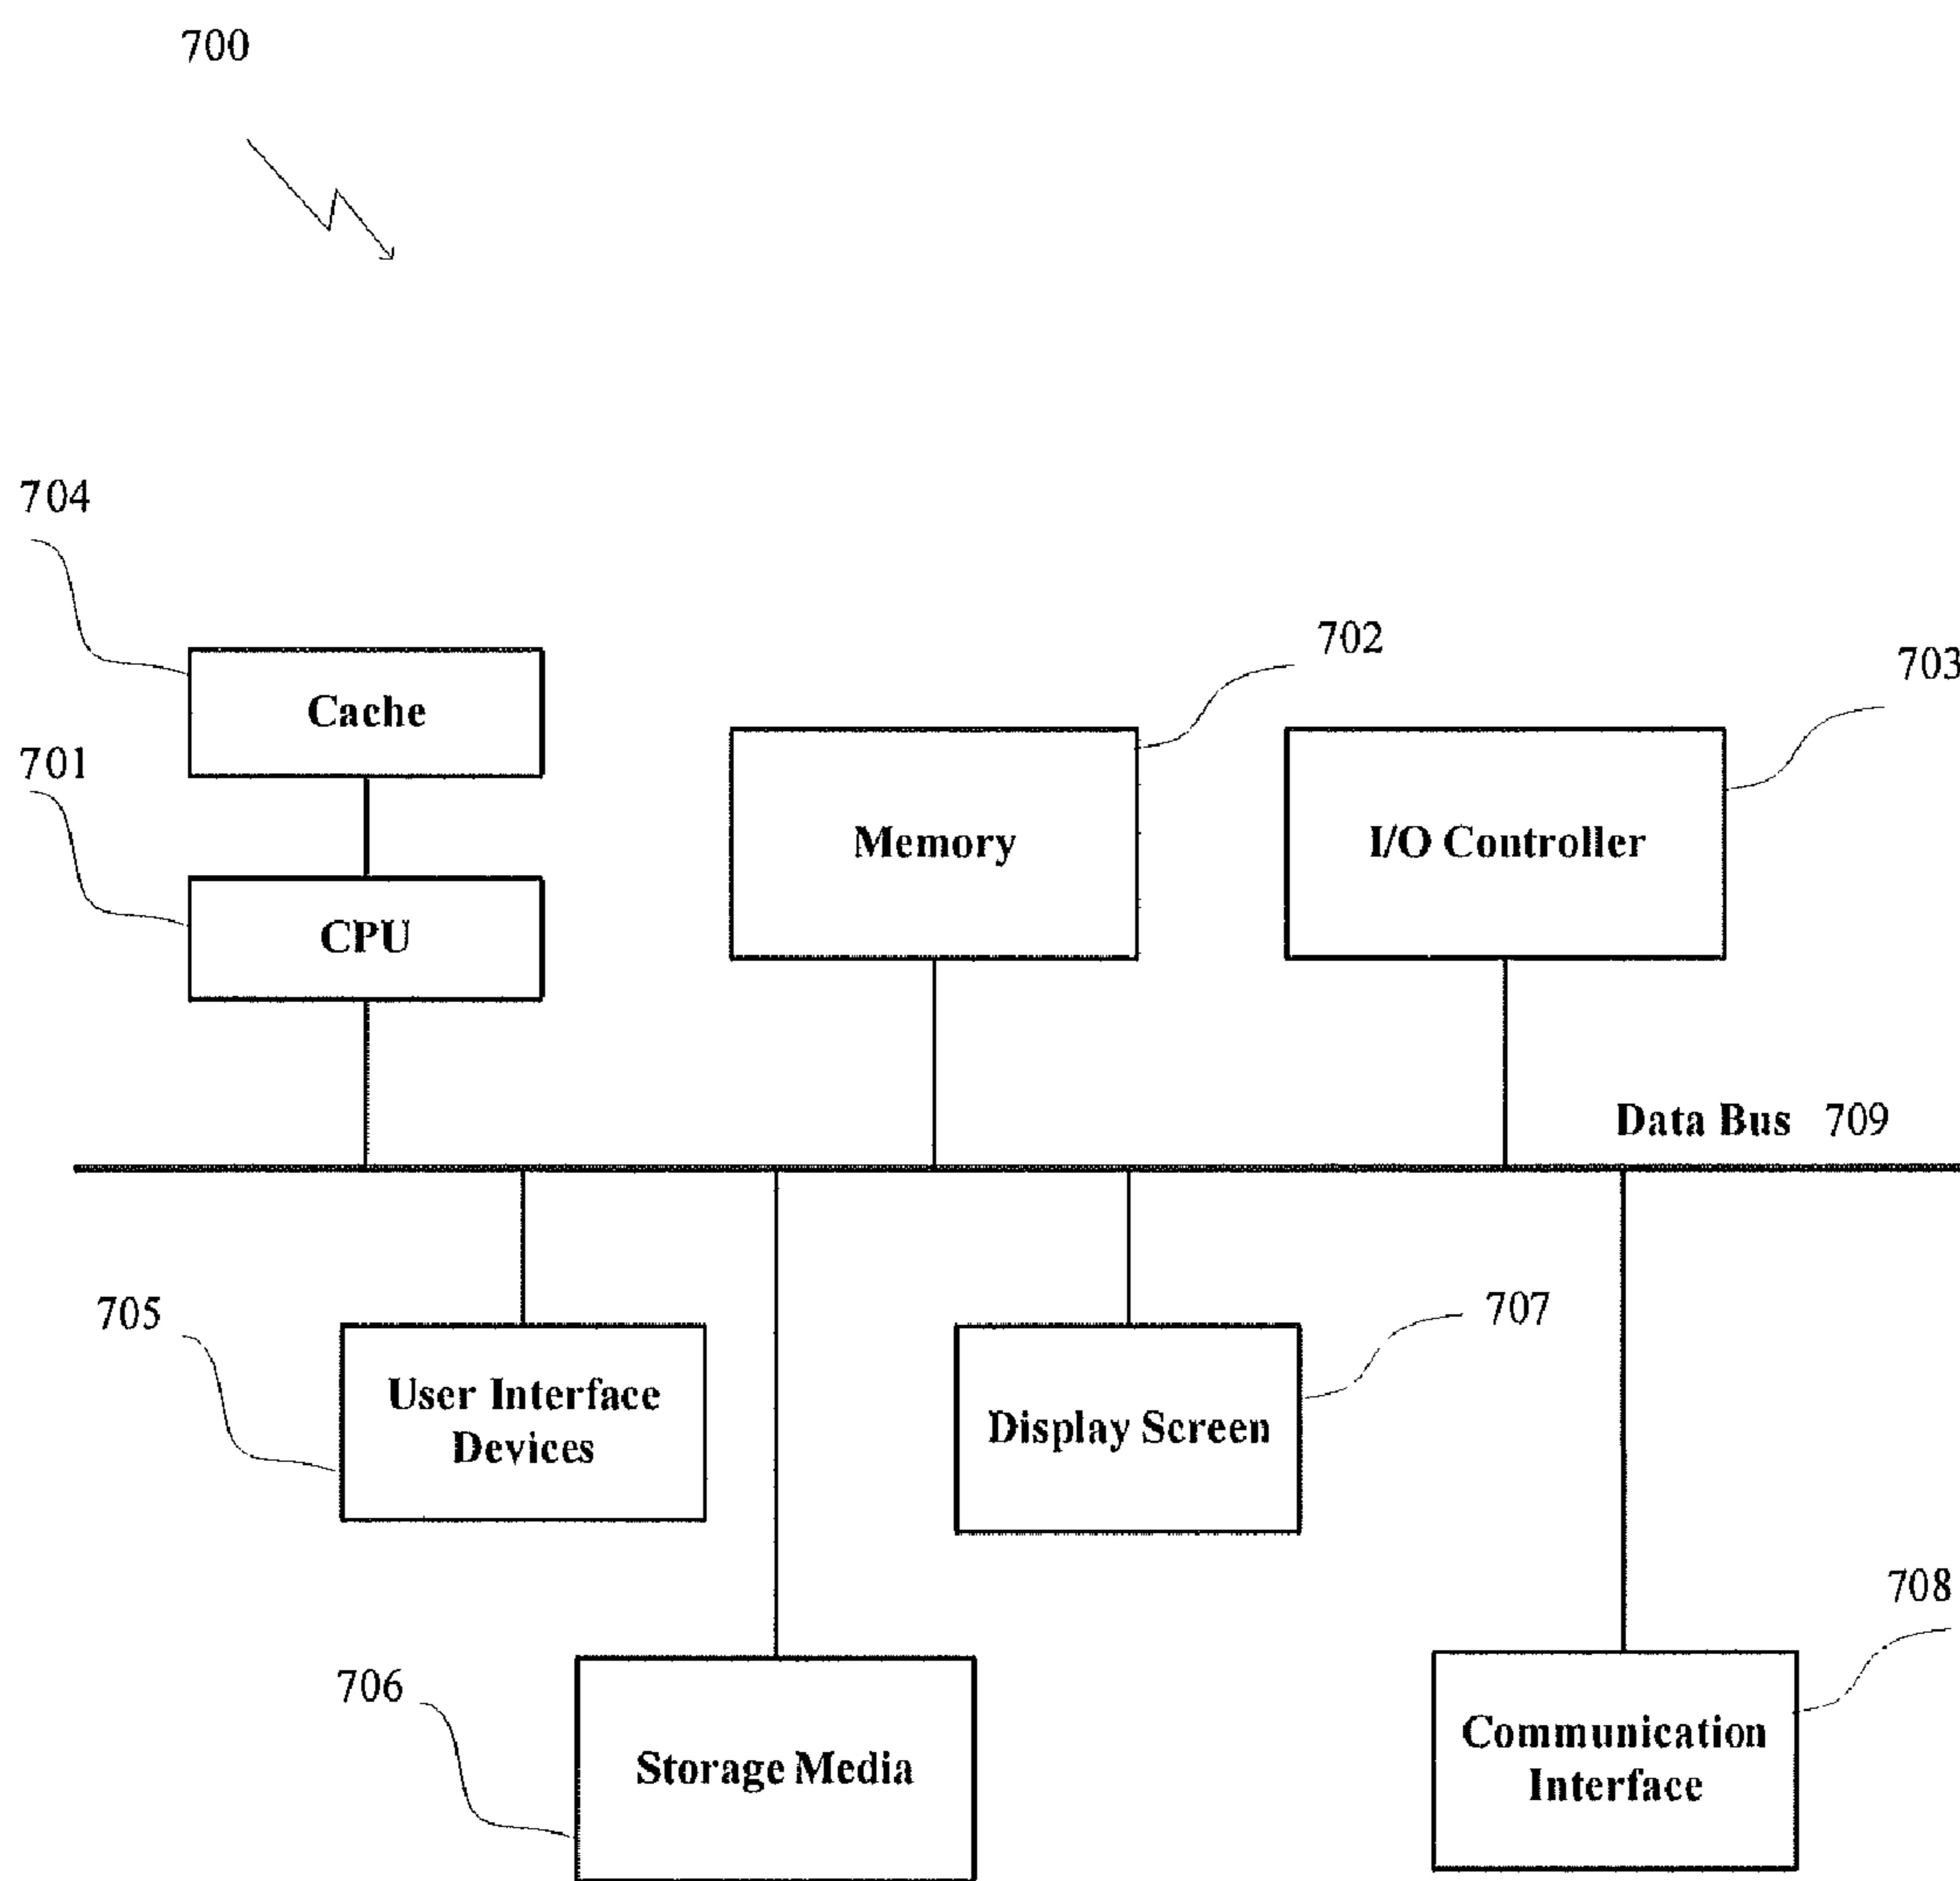 700
704
Cache
702
703
701
Memory
I/O Controller
CPU
Data Bus 709
705
707
User Interface
Devices
Display Screen
708
706
Communication
Interface
Storage Media